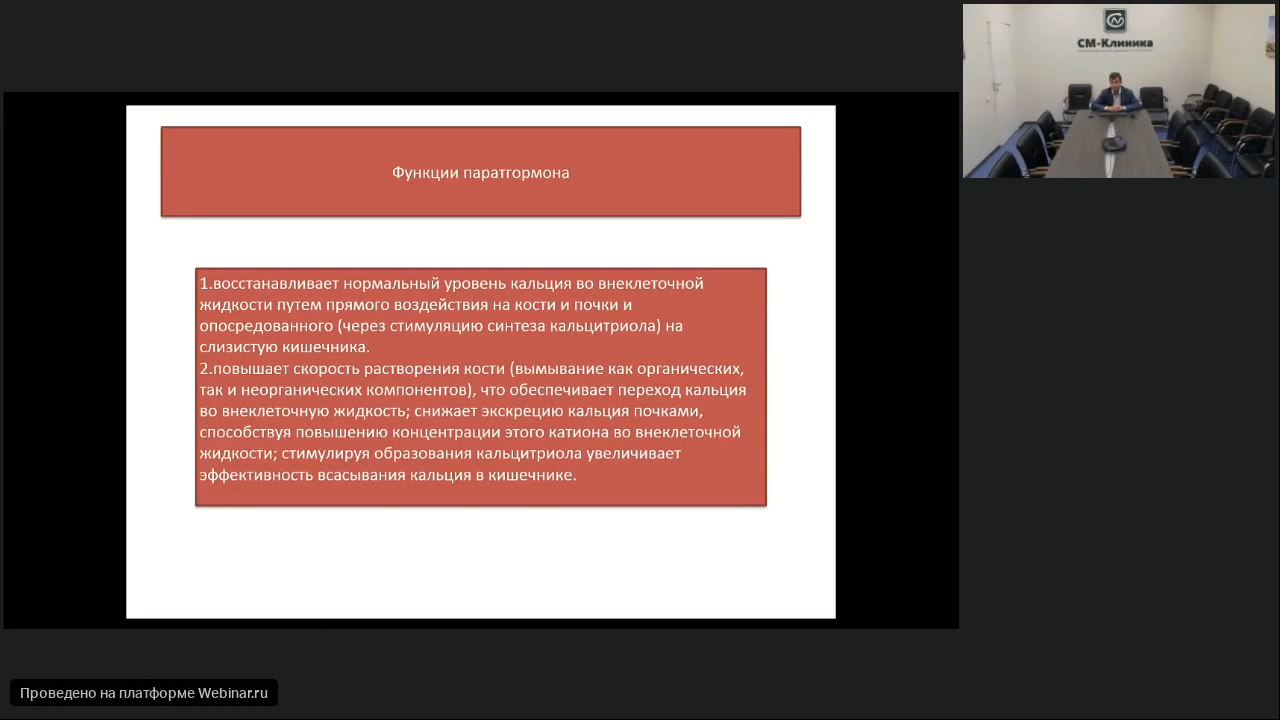 СМ-Клиника
Функции паратгормона
1.восстанавливает нормальный уровень кальция во внеклеточной
жидкости путем прямого воздействия на кости и почки и
опосредованного (через стимуляцию синтеза кальцитриола) на
слизистую кишечника.
2.повышает скорость растворения кости (вымывание как органических,
так и неорганических компонентов), что обеспечивает переход кальция
во внеклеточную жидкость; снижает экскрецию кальция почками,
способствуя повышению концентрации этого катиона во внеклеточной
жидкости; стимулируя образования кальцитриола увеличивает
эффективность всасывания кальция в кишечнике.
Проведено на платформе Webinar.ru